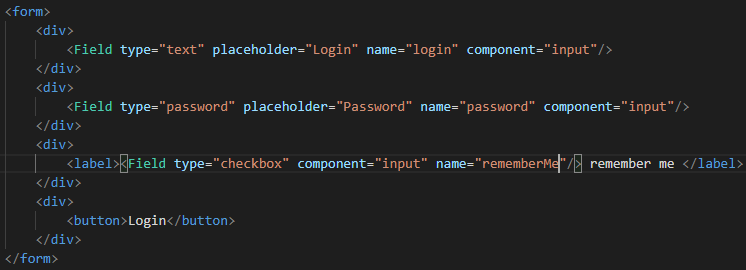 <form>
<div>
<Field type="text" placeholder="Login" name="login" component="input"/>
</div>
<div>
<Field type="password" placeholder="Password" name="password" component="input"/>
</div>
<div>
<label><Field type="checkbox" component="input" name="rememberMe"/> remember me </label>
</div>
<div>
<button>Login</button>
</div>
</form>